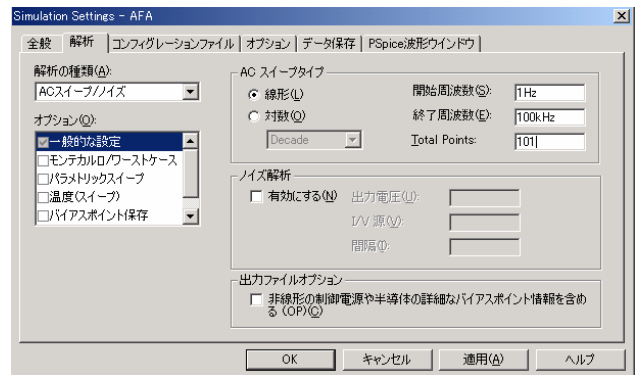 Simulation Settings - AFA
全般 解析 コンフィグレーションファイル オプション データ保存 PSpice波形ウインドウ
解析の種類(A):
ACスイープ/ノイズ
オプション(O):
一般的な設定
モンテカルロ/ワーストケース
パラメトリックスイープ
温度(スイープ)
バイアスポイント保存
AC スイープタイプ
線形(L)
対数(O)
Decade
開始周波数(S): 1Hz
終了周波数(E): 100kHz
Total Points: 101
ノイズ解析
有効にする(N)
出力電圧(U):
I/V 源(V):
間隔(I):
出力ファイルオプション
非線形の制御電源や半導体の詳細なバイアスポイント情報を含め
る (OP)(C)
OK キャンセル 適用(A) ヘルプ